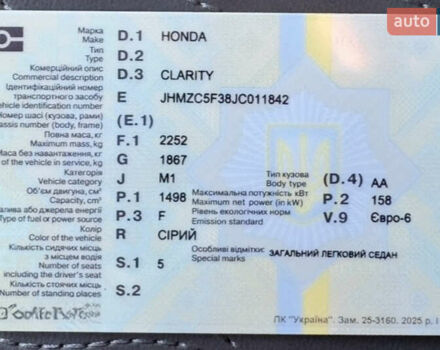 auto
Марка D.1 HONDA
Make
Тип D.2
Type
Комерційний опис D.3 CLARITY
Commercial description
Ідентифікаційний номер
транспортного засобу E JHMZC5F38JC011842
vehicle identification number
Номер шасі (кузова, рами) (E.1)
number (body, frame)
Повна маса, кг F.1 2252
Maximum mass, kg
Маса без навантаження, кг G 1867
of the vehicle in service, kg
Категорія J M1 Тип кузова (D.4) AA
Vehicle category Body type
Об'єм двигуна, см³ P.1 1498 Максимальна потужність кВт P.2 158
Capacity, cm³ Maximum net power (in kW)
або джерела енергії P.3 F Рівень екологічних норм V.9 Євро-6
Type of fuel or power source Emission standard
Колір R СІРИЙ
Color of the vehicle
Кількість сидячих місць Особливі відмітки: ЗАГАЛЬНИЙ ЛЕГКОВИЙ СЕДАН
з місцем водія Special marks
Number of seats S.1 5
including the driver's seat
Кількість стоячих місць S.2
Number of standing places
ПК "Україна". Зам. 25-3160. 2025 р. I